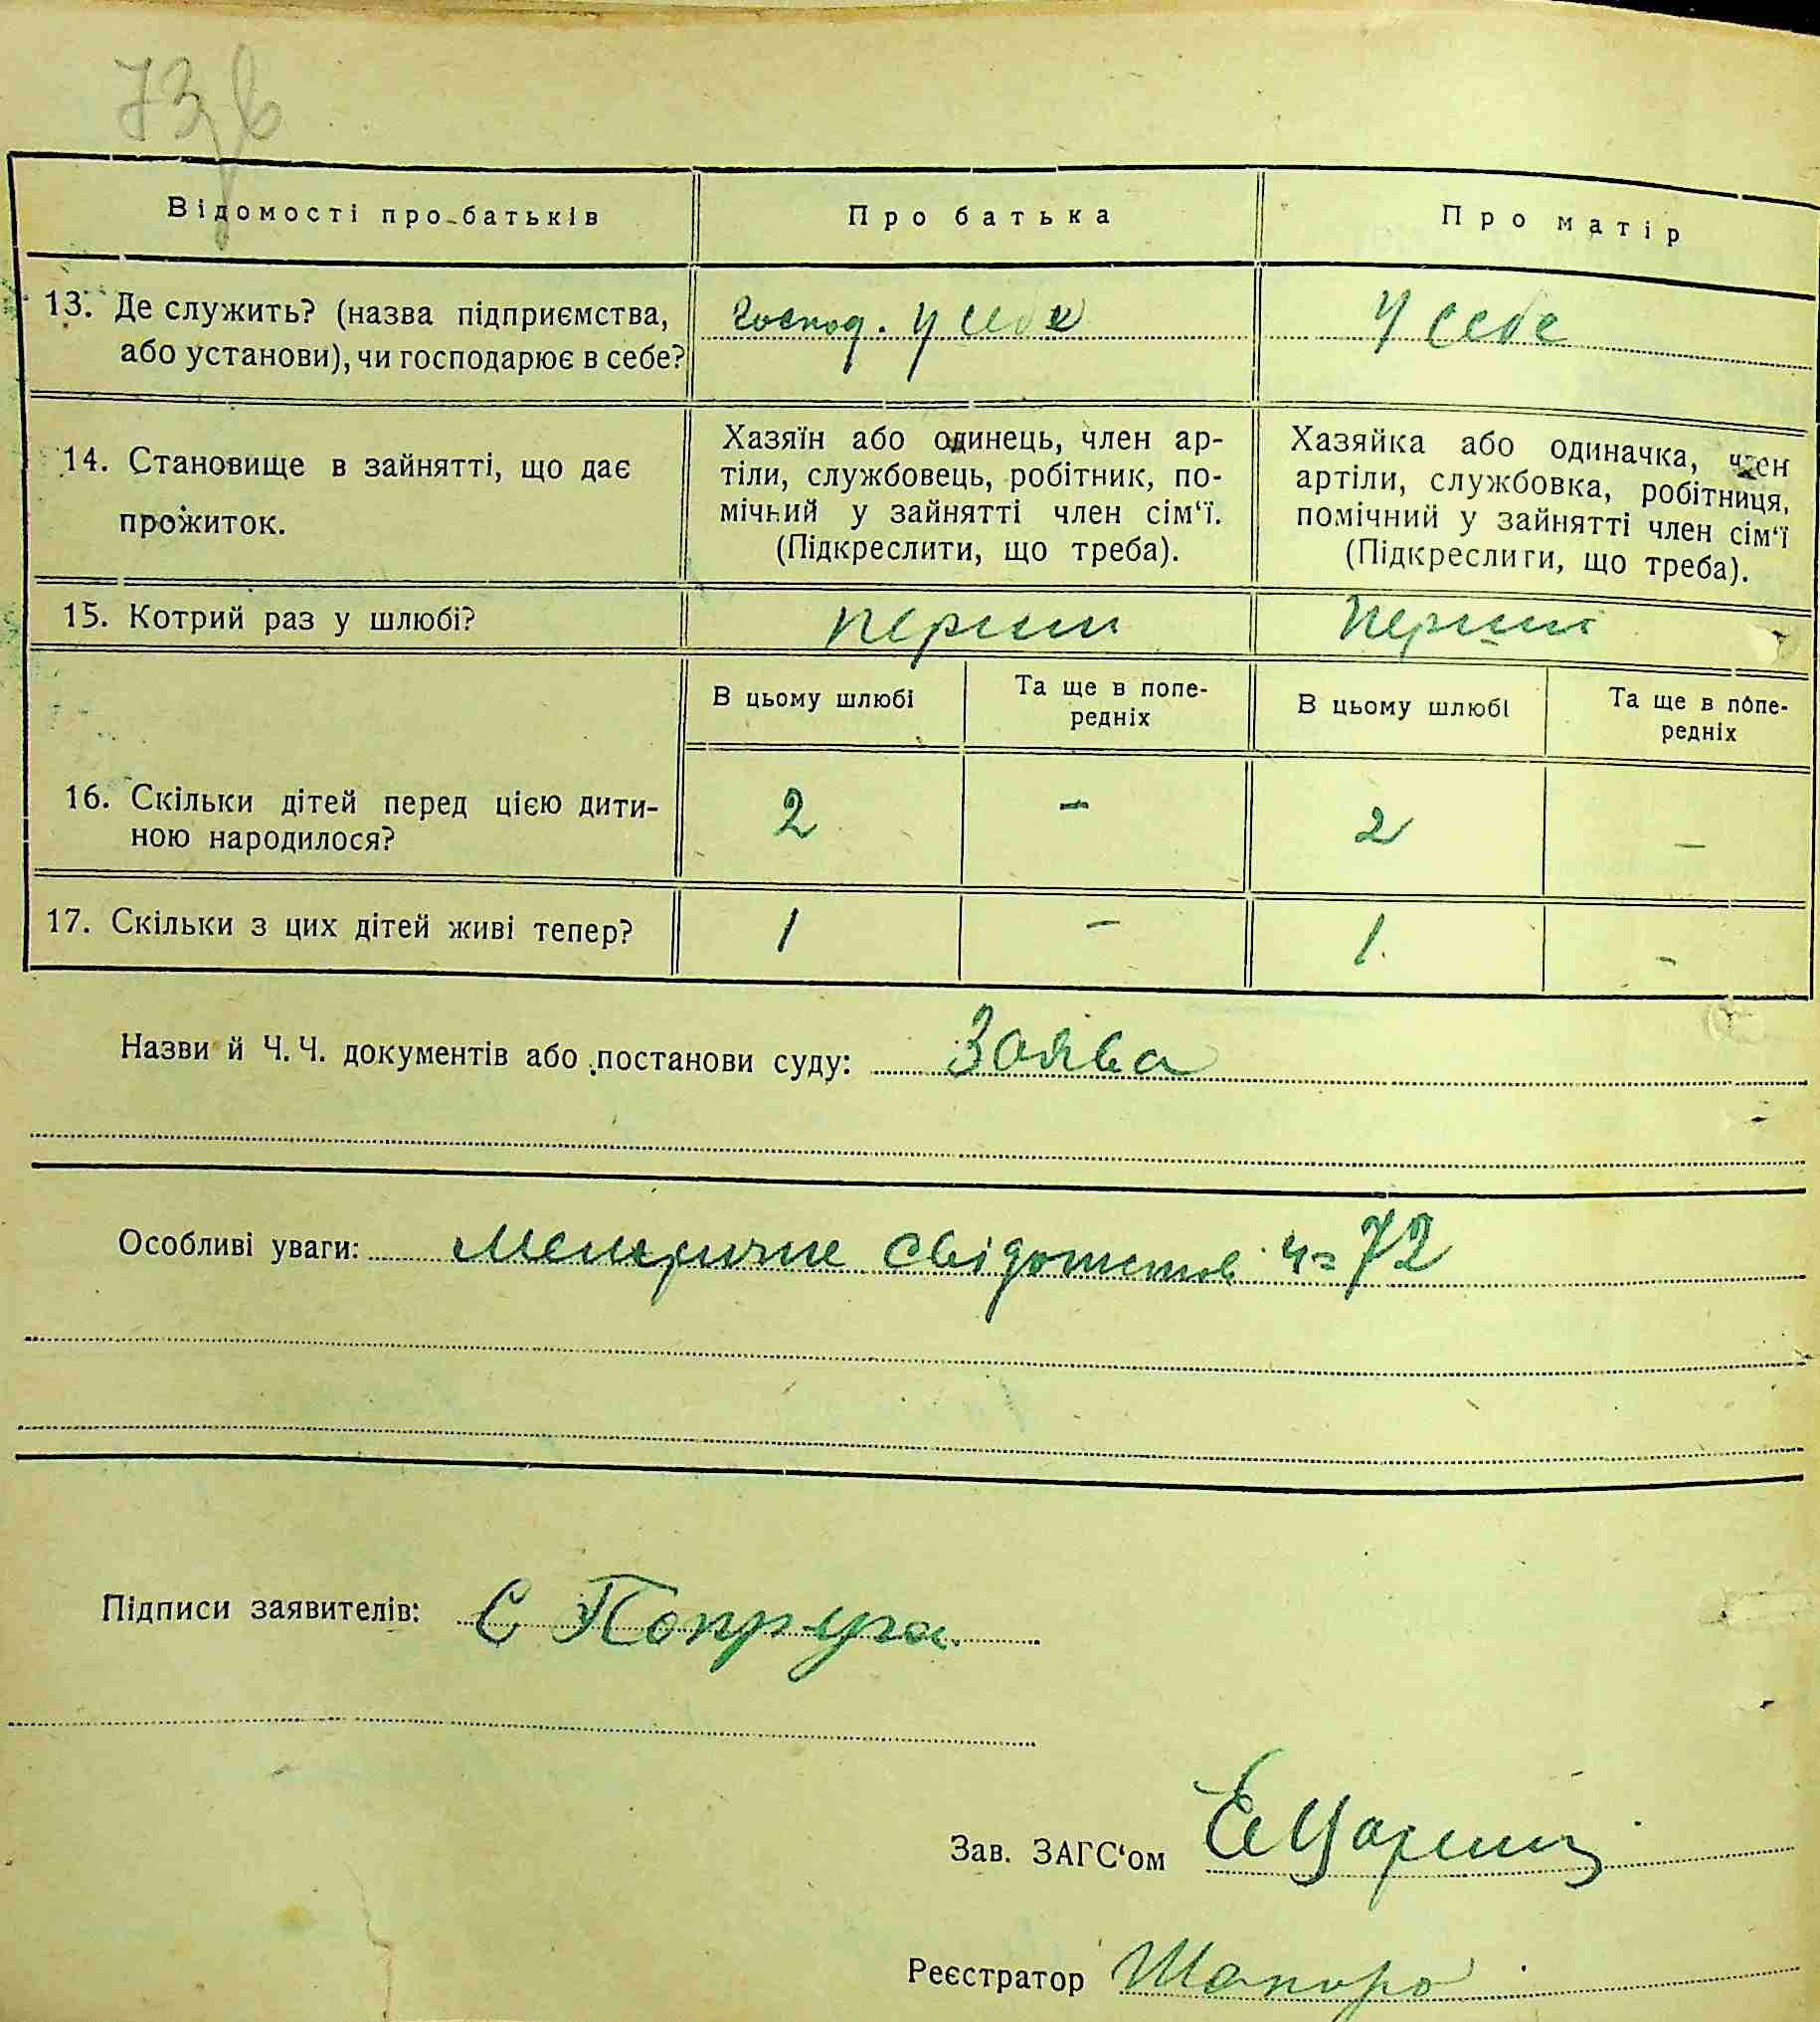 73
Відомості про батьків
Про батька
Про матір
13. Де служить? (назва підприємства,
або установи), чи господарює в себе?
господ. у себе
у себе
14. Становище в зайнятті, що дає
прожиток.
Хазяїн або одинець, член ар-
тіли, службовець, робітник, по-
мічний у зайнятті член сім‘ї.
(Підкреслити, що треба).
Хазяйка або одиначка, член
артіли, службовка, робітниця,
помічний у зайнятті член сім‘ї
(Підкреслити, що треба).
15. Котрий раз у шлюбі?
перший
перший
В цьому шлюбі
Та ще в попе-
редніх
В цьому шлюбі
Та ще в попе-
редніх
16. Скільки дітей перед цією дити-
ною народилося?
2
-
2
-
17. Скільки з цих дітей живі тепер?
1
-
1.
-
Назви й Ч. Ч. документів або постанови суду: Заява
Особливі уваги: Метричне свідотство ч= 72
Підписи заявителів: С Попруга
Зав. ЗАГС‘ом
Реєстратор Шапоро